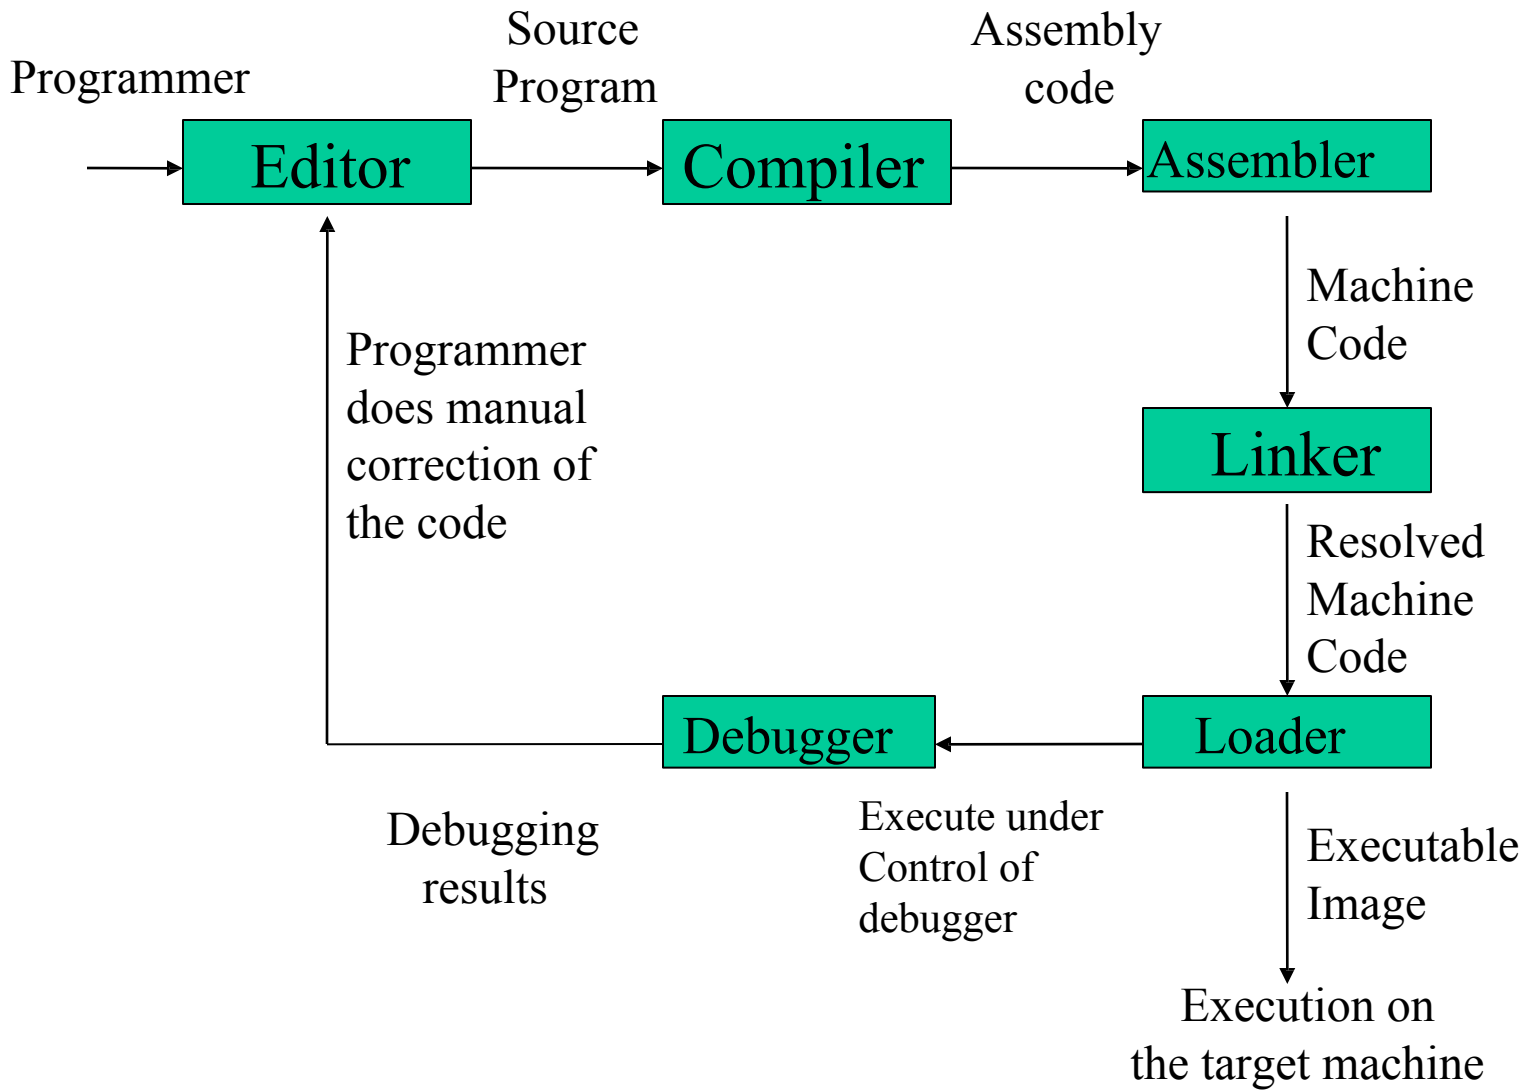 Programmer
Source
Program
Assembly
code
Editor
Compiler
Assembler
Machine
Code
Programmer
does manual
correction of
the code
Linker
Resolved
Machine
Code
Debugger
Loader
Debugging
results
Execute under
Control of
debugger
Executable
Image
Execution on
the target machine